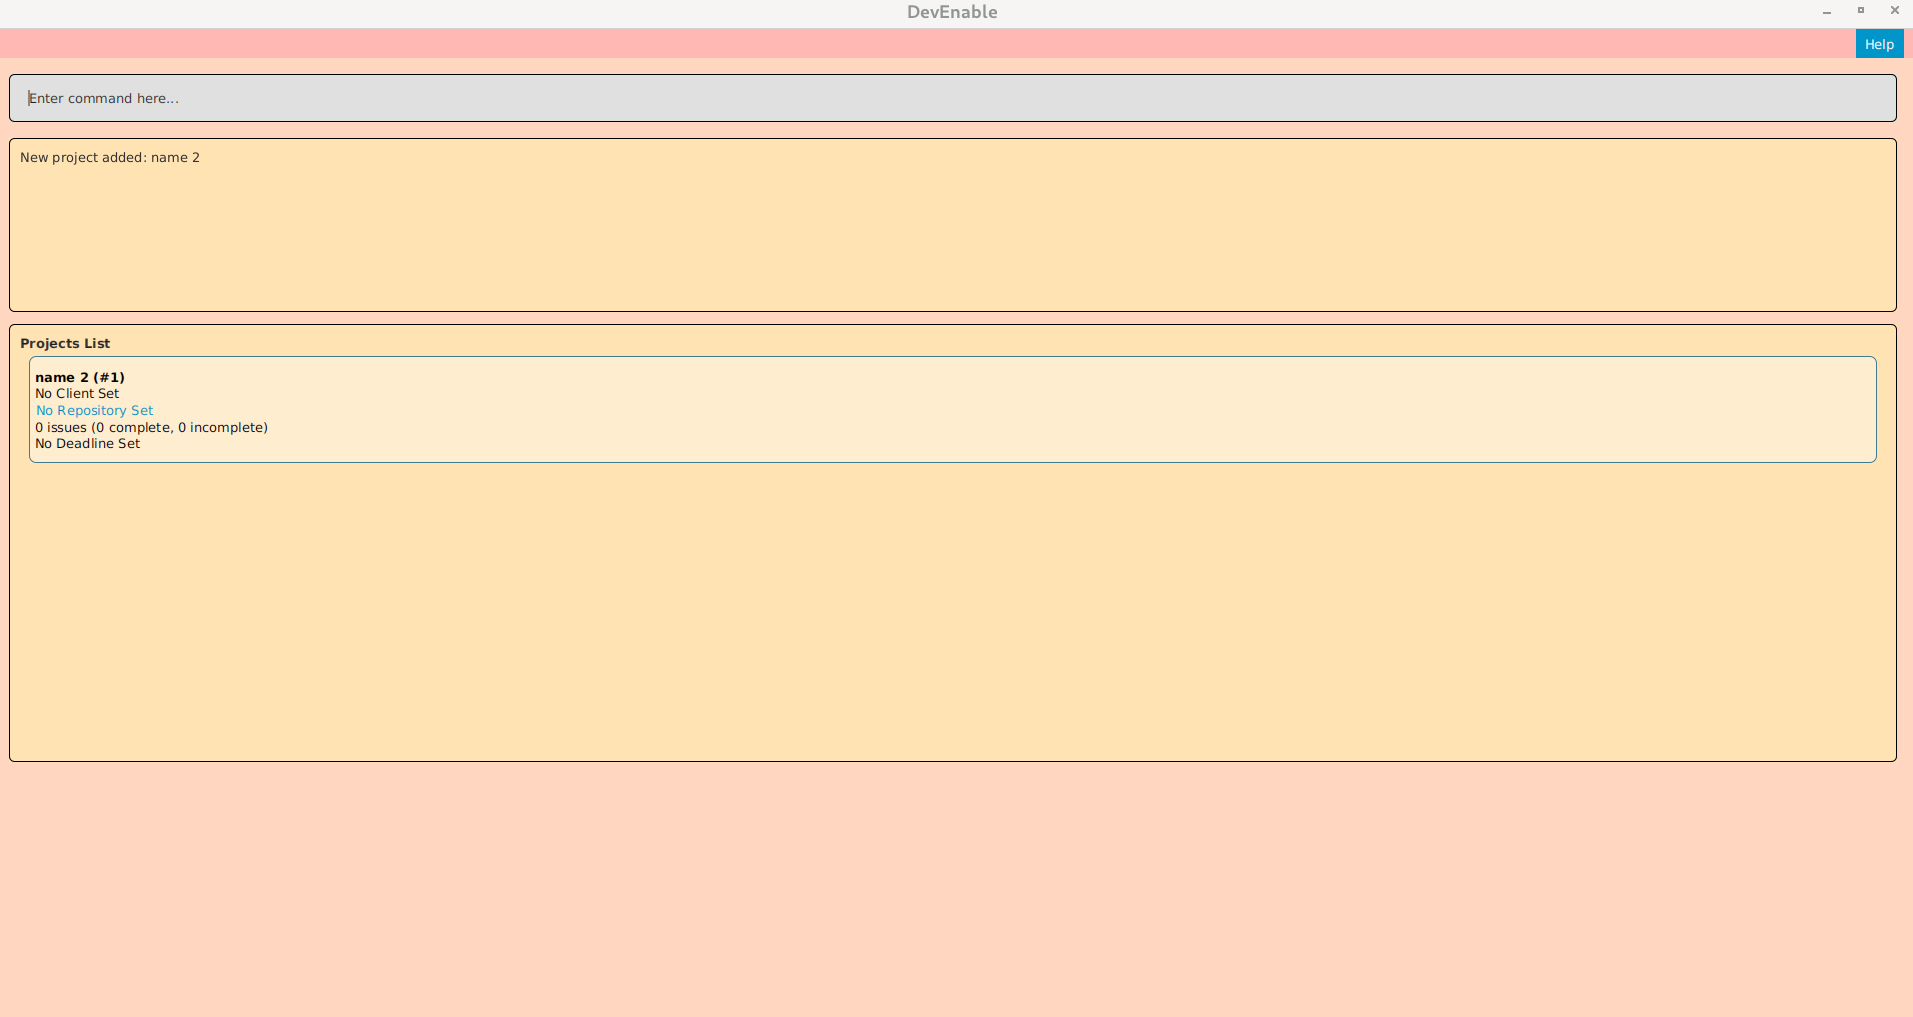 DevEnable
Help
Enter command here...
New project added: name 2
Projects List
name 2 (#1)
No Client Set
No Repository Set
0 issues (0 complete, 0 incomplete)
No Deadline Set